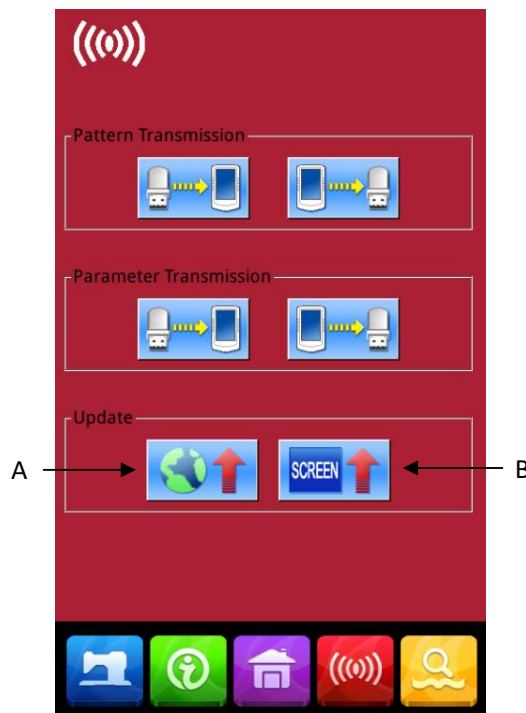 Pattern Transmission
Parameter Transmission
Update
A
SCREEN
B